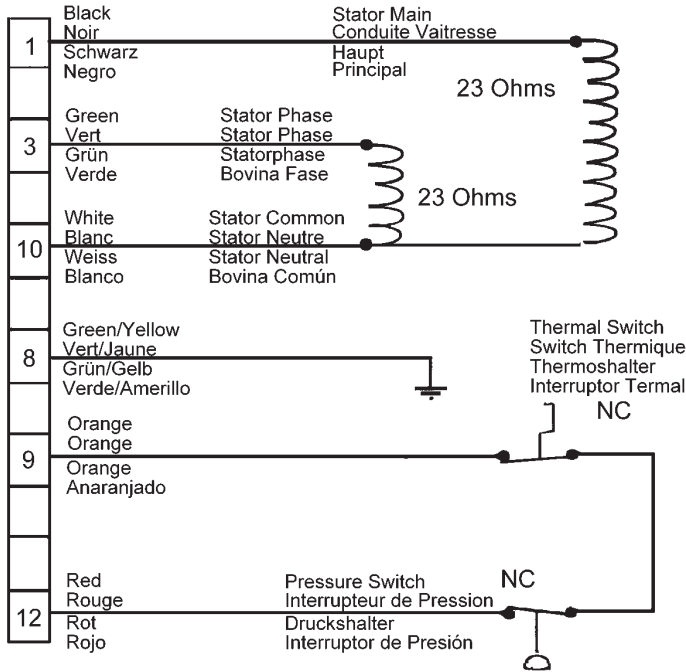 1
Black
Noir
Schwarz
Negro
Stator Main
Conduite Vaitresse
Haupt
Principal
23 Ohms
3
Green
Vert
Grün
Verde
Stator Phase
Stator Phase
Statorphase
Bovina Fase
23 Ohms
10
White
Blanc
Weiss
Blanco
Stator Common
Stator Neutre
Stator Neutral
Bovina Común
8
Green/Yellow
Vert/Jaune
Grün/Gelb
Verde/Amerillo
Thermal Switch
Switch Thermique
Thermoshalter
Interruptor Termal
NC
9
Orange
Orange
Orange
Anaranjado
12
Red
Rouge
Rot
Rojo
Pressure Switch
Interrupteur de Pression
Druckshalter
Interruptor de Presión
NC